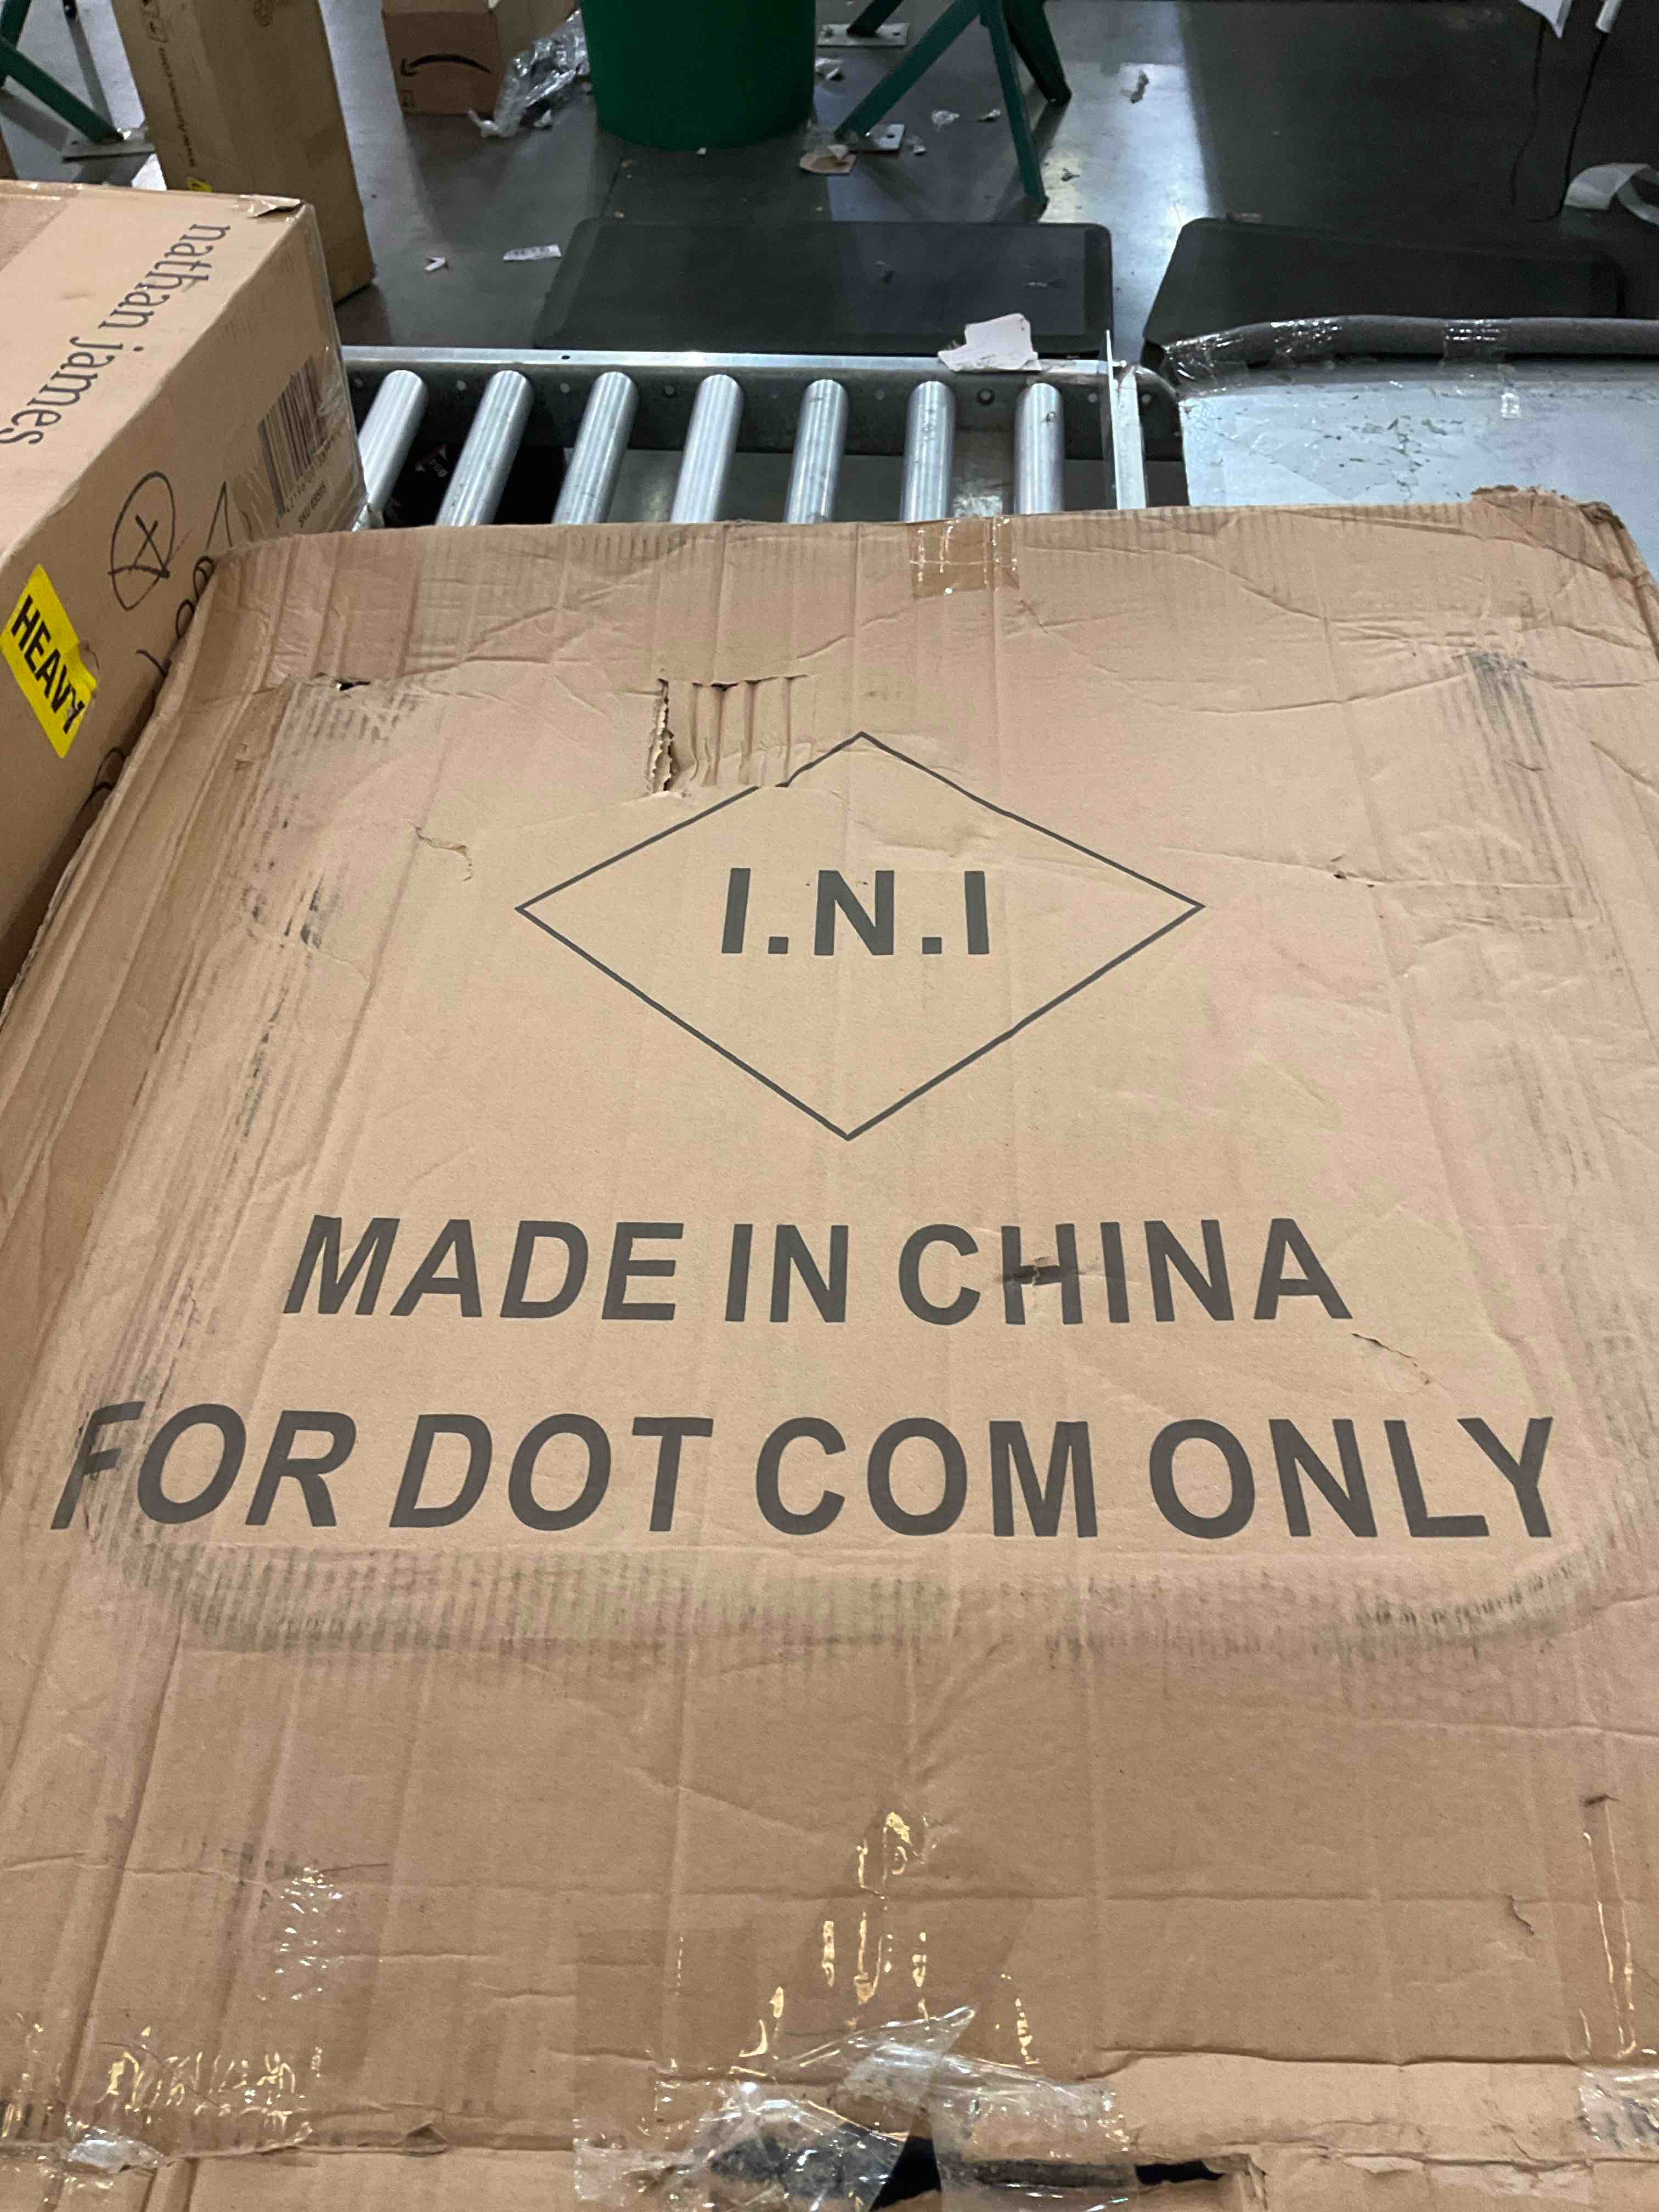 nathan james
HEAVY
I.N.I
MADE IN CHINA
FOR DOT COM ONLY